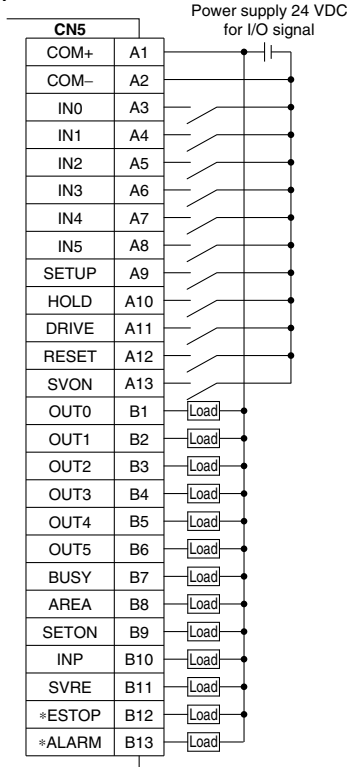 Power supply 24 VDC
for I/O signal
CN5
COM+ A1
COM− A2
IN0 A3
IN1 A4
IN2 A5
IN3 A6
IN4 A7
IN5 A8
SETUP A9
HOLD A10
DRIVE A11
RESET A12
SVON A13
OUT0 B1 Load
OUT1 B2 Load
OUT2 B3 Load
OUT3 B4 Load
OUT4 B5 Load
OUT5 B6 Load
BUSY B7 Load
AREA B8 Load
SETON B9 Load
INP B10 Load
SVRE B11 Load
∗ESTOP B12 Load
∗ALARM B13 Load